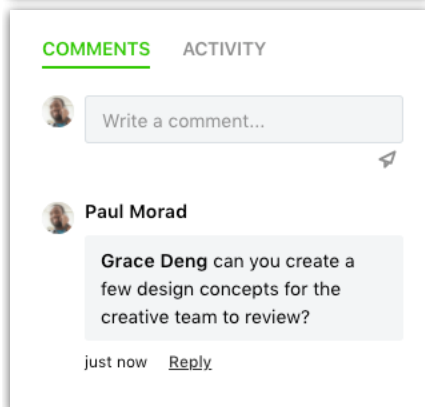 COMMENTS ACTIVITY
Write a comment...
Paul Morad
Grace Deng can you create a
few design concepts for the
creative team to review?
just now Reply